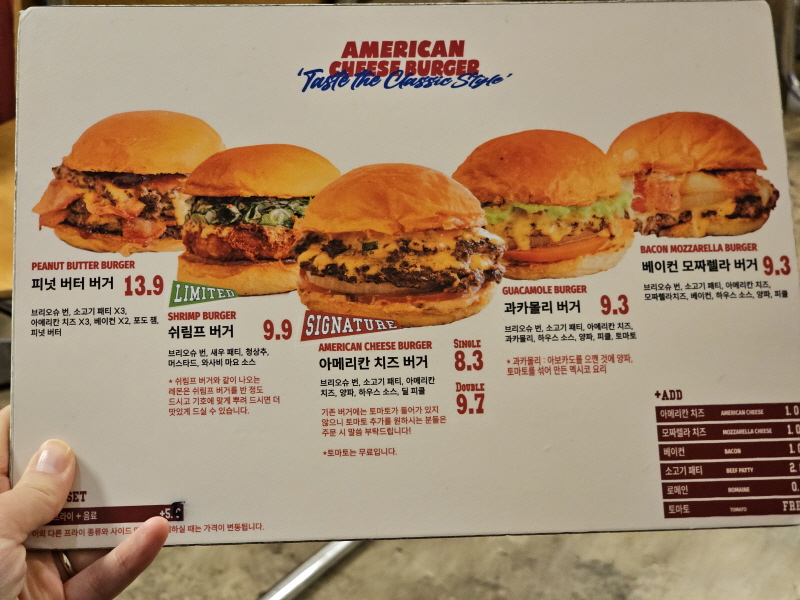 AMERICAN
CHEESE BURGER
'Taste the Classic Style'
PEANUT BUTTER BURGER
피넛 버터 버거 13.9
브리오슈 번, 소고기 패티 X3,
아메리칸 치즈 X3, 베이컨 X2, 포도 잼,
피넛 버터
LIMITED
SHRIMP BURGER
쉬림프 버거 9.9
브리오슈 번, 새우 패티, 청상추,
머스타드, 와사비 마요 소스
* 쉬림프 버거와 같이 나오는
레몬은 쉬림프 버거를 반 정도
드시고 기호에 맞게 뿌려 드시면 더
맛있게 드실 수 있습니다.
SIGNATURE
AMERICAN CHEESE BURGER
아메리칸 치즈 버거
SINGLE
8.3
DOUBLE
9.7
브리오슈 번, 소고기 패티, 아메리칸
치즈, 양파, 하우스 소스, 딜 피클
기존 버거에는 토마토가 들어가 있지
않으니 토마토 추가를 원하시는 분들은
주문 시 말씀 부탁드립니다!
*토마토는 무료입니다.
GUACAMOLE BURGER
과카몰리 버거 9.3
브리오슈 번, 소고기 패티, 아메리칸 치즈,
과카몰리, 하우스 소스, 양파, 피클, 토마토
* 과카몰리 : 아보카도를 으깬 것에 양파,
토마토를 섞어 만든 멕시코 요리
BACON MOZZARELLA BURGER
베이컨 모짜렐라 버거 9.3
브리오슈 번, 소고기 패티, 아메리칸 치즈,
모짜렐라치즈, 베이컨, 하우스 소스, 양파, 피클
+ADD
아메리칸 치즈 AMERICAN CHEESE 1.0
모짜렐라 치즈 MOZZARELLA CHEESE 1.0
베이컨 BACON
소고기 패티 BEEF PATTY
로메인 ROMAINE
토마토 TOMATO
SET
프라이 + 음료
다른 프라이 종류와 사이드 하실 때는 가격이 변동됩니다.